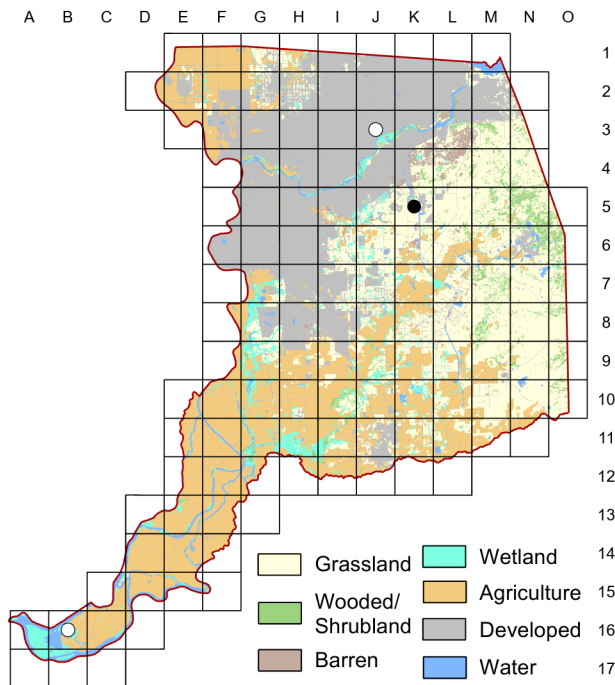 A B C D E F G H I J K L M N O
1
2
3
4
5
6
7
8
9
10
11
12
13
14
15
16
17
Grassland
Wooded/
Shrubland
Barren
Wetland
Agriculture
Developed
Water